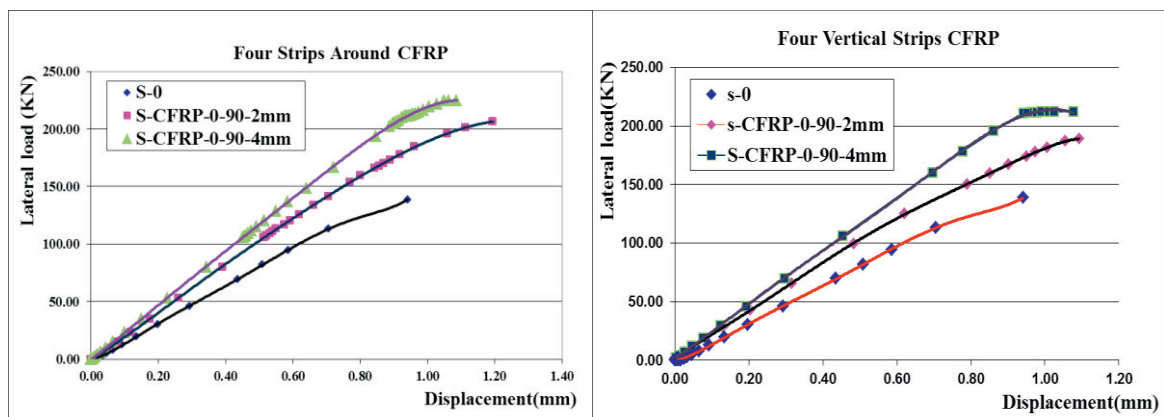 Four Strips Around CFRP
Lateral load (KN)
250.00
200.00
150.00
100.00
50.00
0.00
S-0
S-CFRP-0-90-2mm
S-CFRP-0-90-4mm
0.00 0.20 0.40 0.60 0.80 1.00 1.20 1.40
Displacement(mm)
Four Vertical Strips CFRP
Lateral load(KN)
250.00
200.00
150.00
100.00
50.00
0.00
s-0
s-CFRP-0-90-2mm
S-CFRP-0-90-4mm
0.00 0.20 0.40 0.60 0.80 1.00 1.20
Displacement(mm)